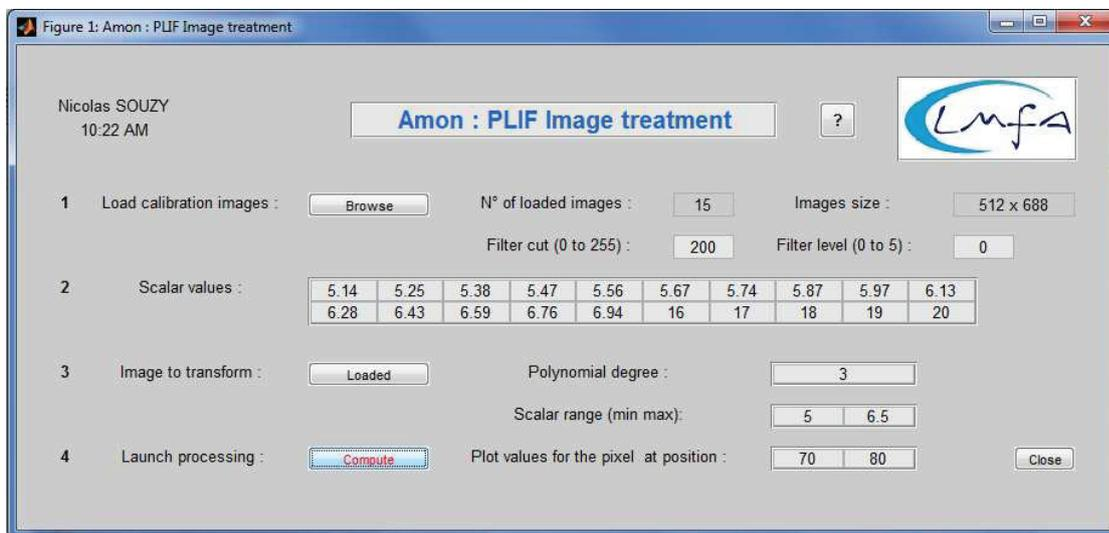 Figure 1: Amon : PLIF Image treatment
Nicolas SOUZY
10:22 AM
Amon : PLIF Image treatment
?
LMFA
1 Load calibration images : Browse N° of loaded images : 15 Images size : 512 x 688
Filter cut (0 to 255) : 200 Filter level (0 to 5) : 0
2 Scalar values : 5.14 5.25 5.38 5.47 5.56 5.67 5.74 5.87 5.97 6.13
6.28 6.43 6.59 6.76 6.94 16 17 18 19 20
3 Image to transform : Loaded Polynomial degree : 3
Scalar range (min max): 5 6.5
4 Launch processing : Compute Plot values for the pixel at position : 70 80 Close